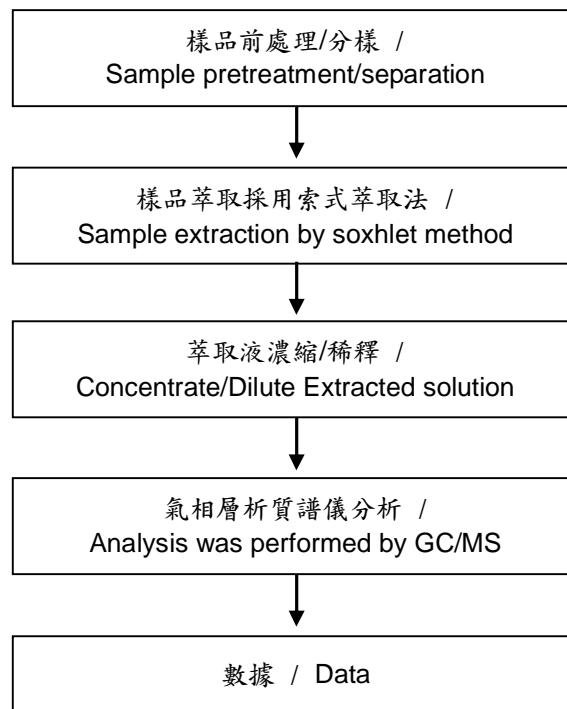 樣品前處理/分樣 /
Sample pretreatment/separation
樣品萃取採用索式萃取法 /
Sample extraction by soxhlet method
萃取液濃縮/稀釋 /
Concentrate/Dilute Extracted solution
氣相層析質譜儀分析 /
Analysis was performed by GC/MS
數據 / Data